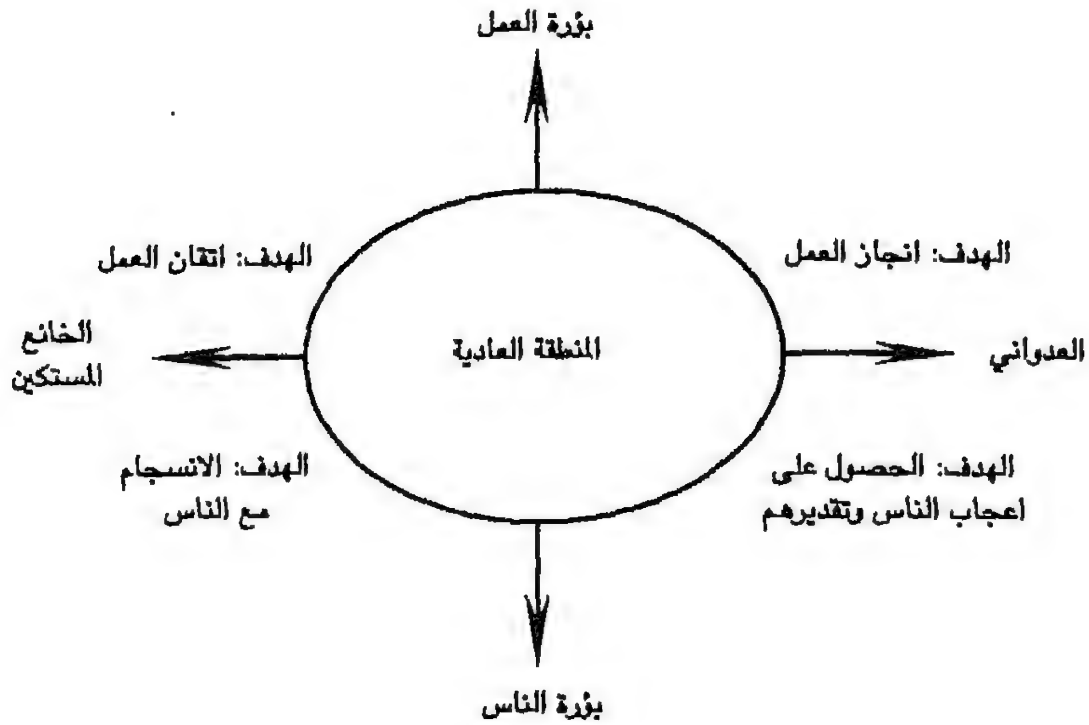 بؤرة العمل
الهدف: انجاز العمل
الهدف: اتقان العمل
العدواني
المنطقة العادية
الخانع
المستكين
الهدف: الحصول على
اعجاب الناس وتقديرهم
الهدف: الانسجام
مع الناس
بؤرة الناس